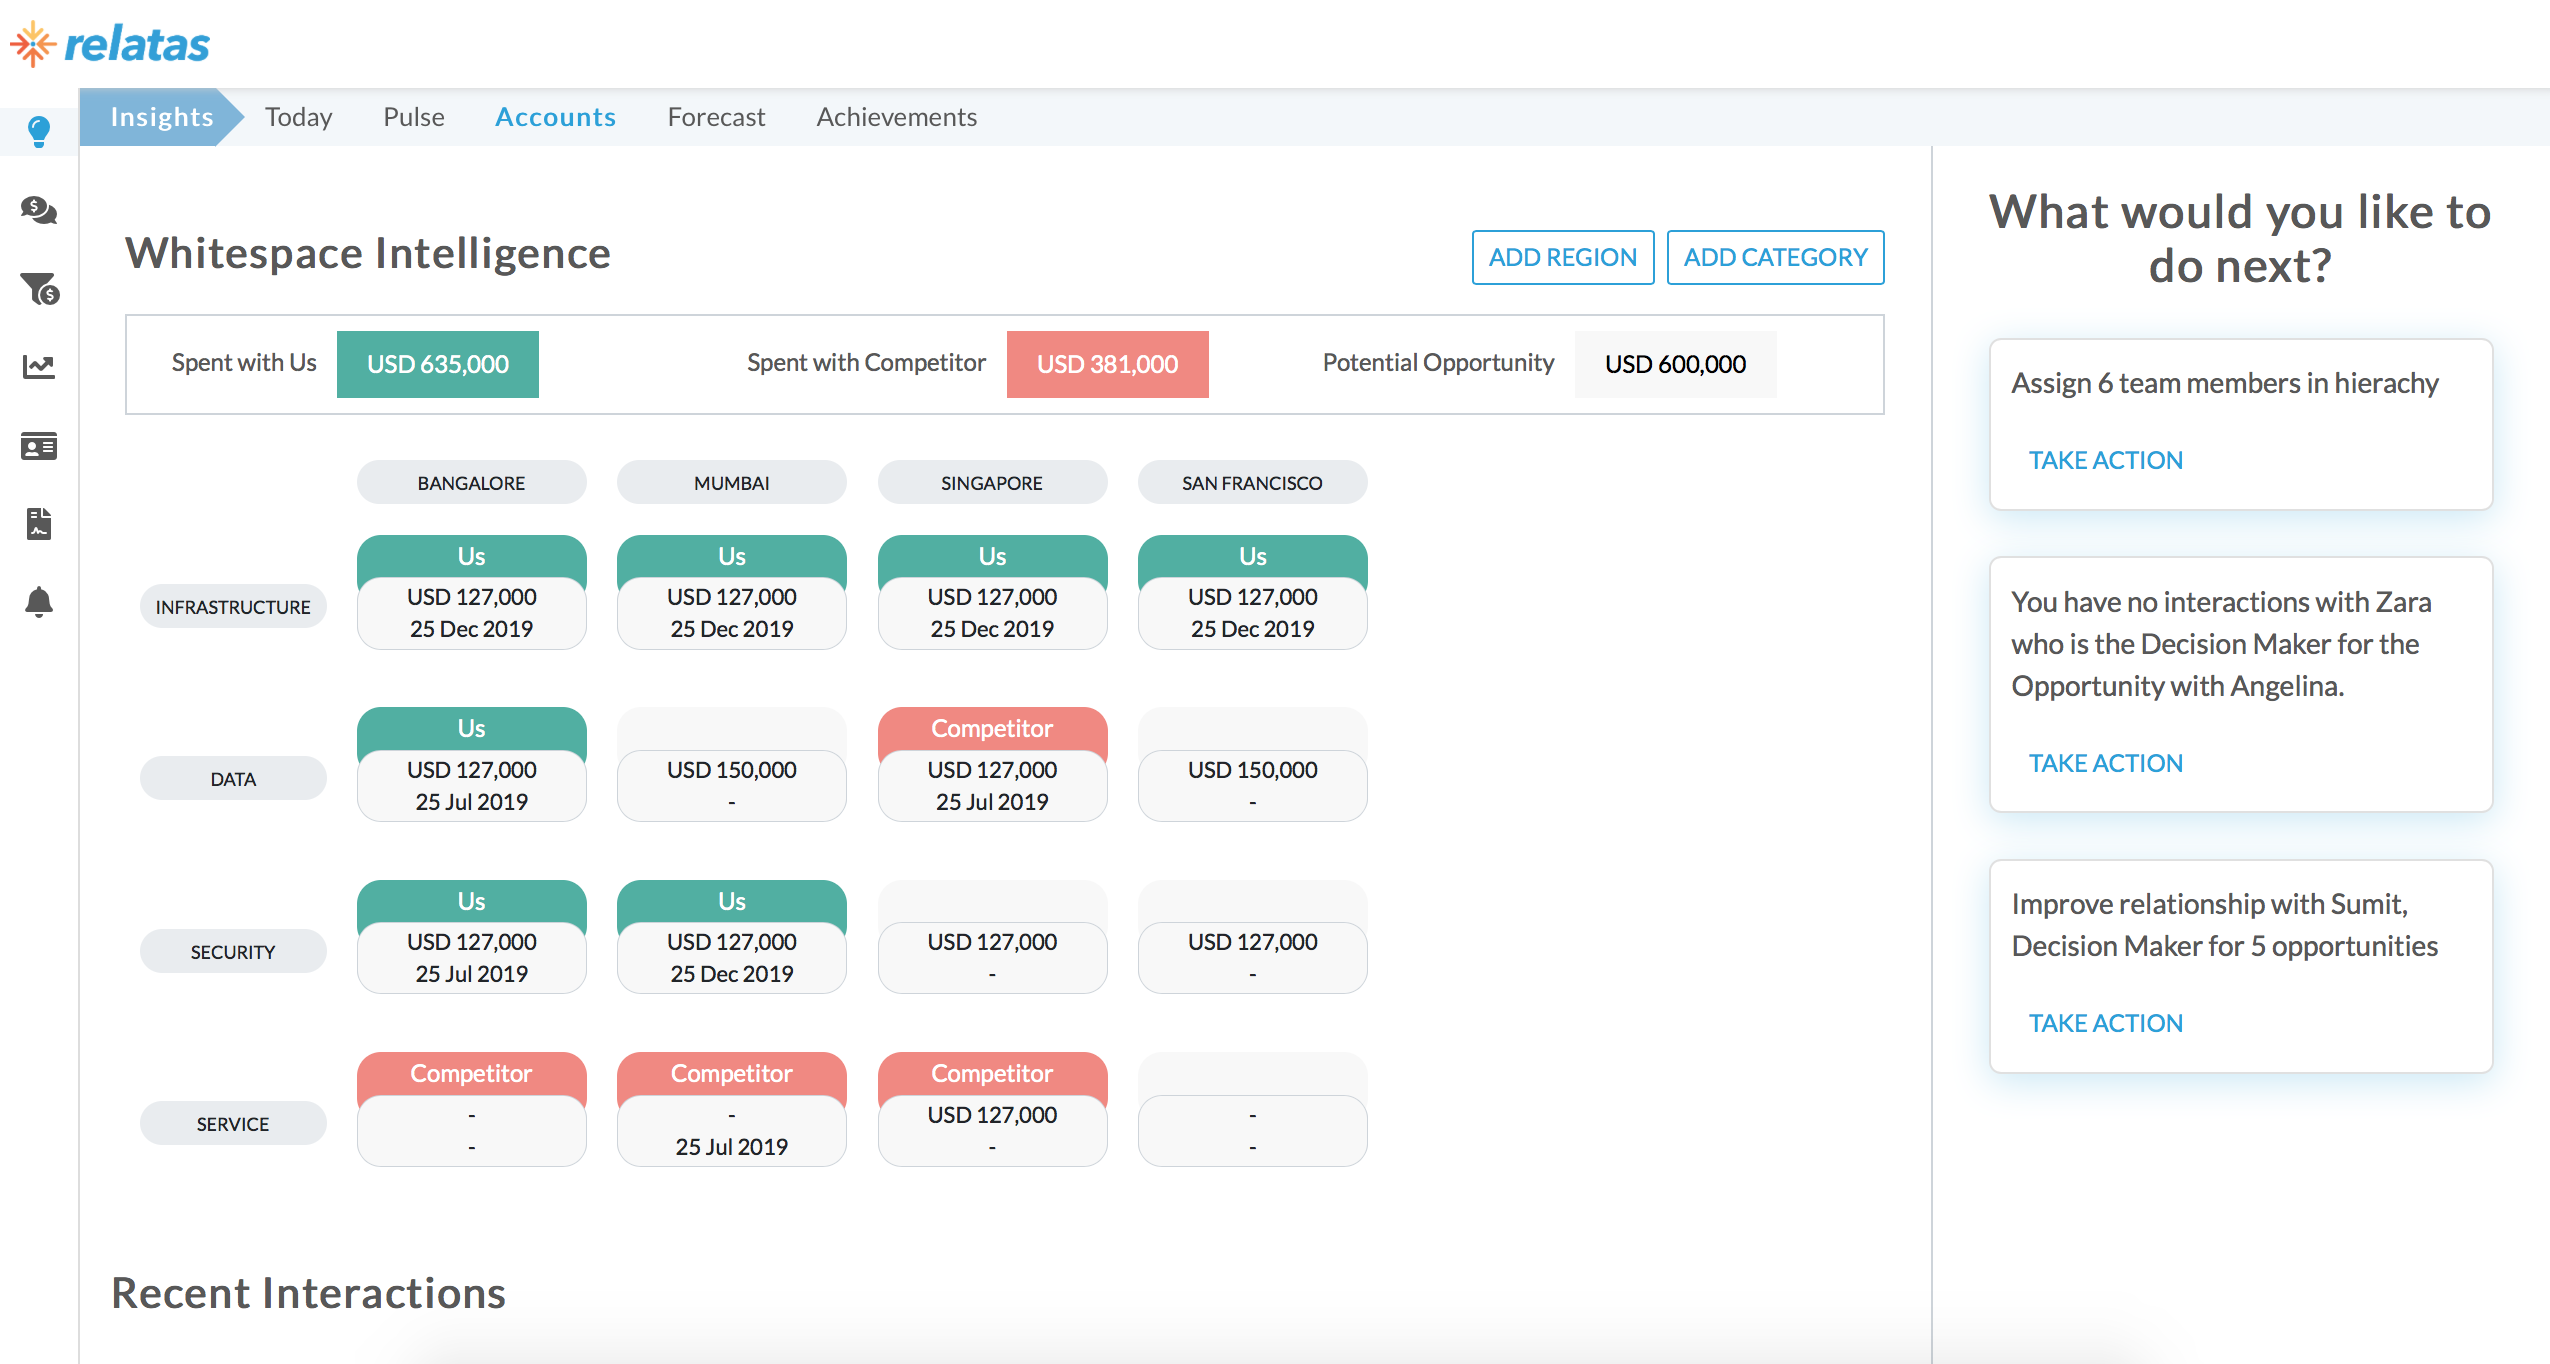 relatas
Insights Today Pulse Accounts Forecast Achievements
Whitespace Intelligence
ADD REGION ADD CATEGORY
Spent with Us USD 635,000 Spent with Competitor USD 381,000 Potential Opportunity USD 600,000
BANGALORE MUMBAI SINGAPORE SAN FRANCISCO
Us Us Us Us
INFRASTRUCTURE
USD 127,000 USD 127,000 USD 127,000 USD 127,000
25 Dec 2019 25 Dec 2019 25 Dec 2019 25 Dec 2019
Us Competitor
DATA
USD 127,000 USD 150,000 USD 127,000 USD 150,000
25 Jul 2019 - 25 Jul 2019 -
Us Us
SECURITY
USD 127,000 USD 127,000 USD 127,000 USD 127,000
25 Jul 2019 25 Dec 2019 - -
Competitor Competitor Competitor
SERVICE
- - USD 127,000 -
- 25 Jul 2019 - -
Recent Interactions
What would you like to
do next?
Assign 6 team members in hierachy
TAKE ACTION
You have no interactions with Zara
who is the Decision Maker for the
Opportunity with Angelina.
TAKE ACTION
Improve relationship with Sumit,
Decision Maker for 5 opportunities
TAKE ACTION